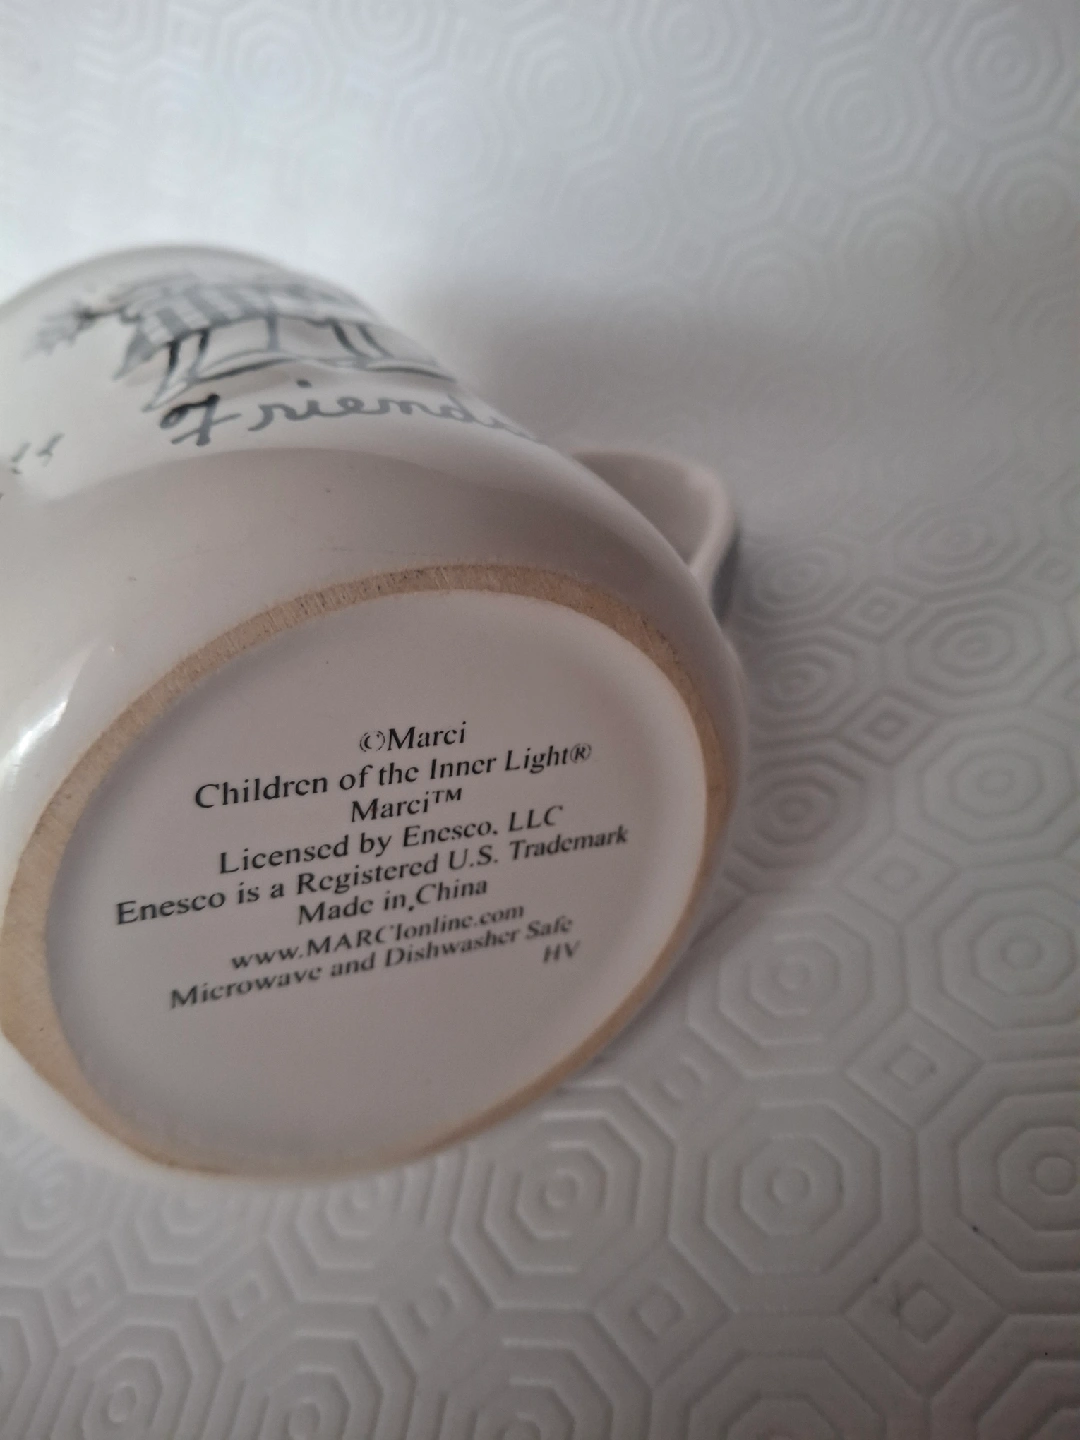 Friends
©Marci
Children of the Inner Light®
Marci™
Licensed by Enesco, LLC
Enesco is a Registered U.S. Trademark
Made in China
www.MARCIonline.com
Microwave and Dishwasher Safe
HV